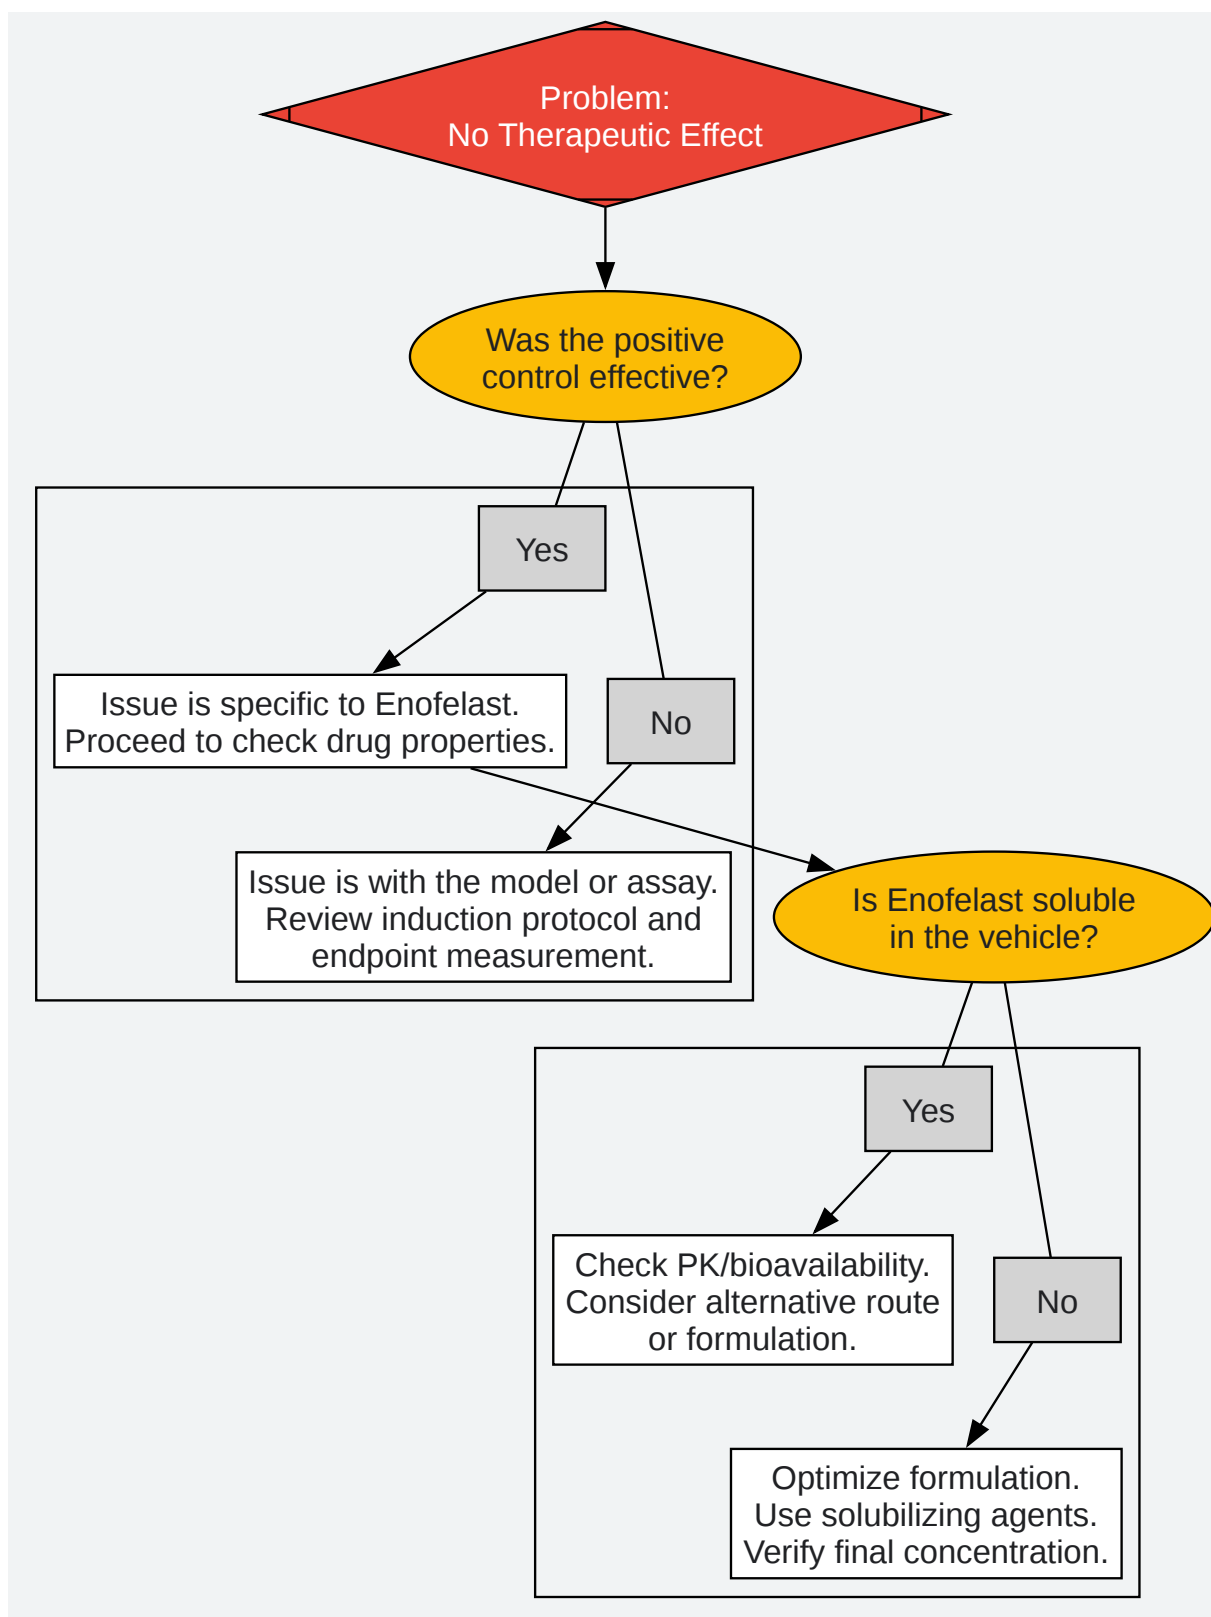 Problem:
No Therapeutic Effect
Was the positive
control effective?
Yes
Issue is specific to Enofelast.
Proceed to check drug properties.
No
Issue is with the model or assay.
Review induction protocol and
endpoint measurement.
Is Enofelast soluble
in the vehicle?
Yes
Check PK/bioavailability.
Consider alternative route
or formulation.
No
Optimize formulation.
Use solubilizing agents.
Verify final concentration.